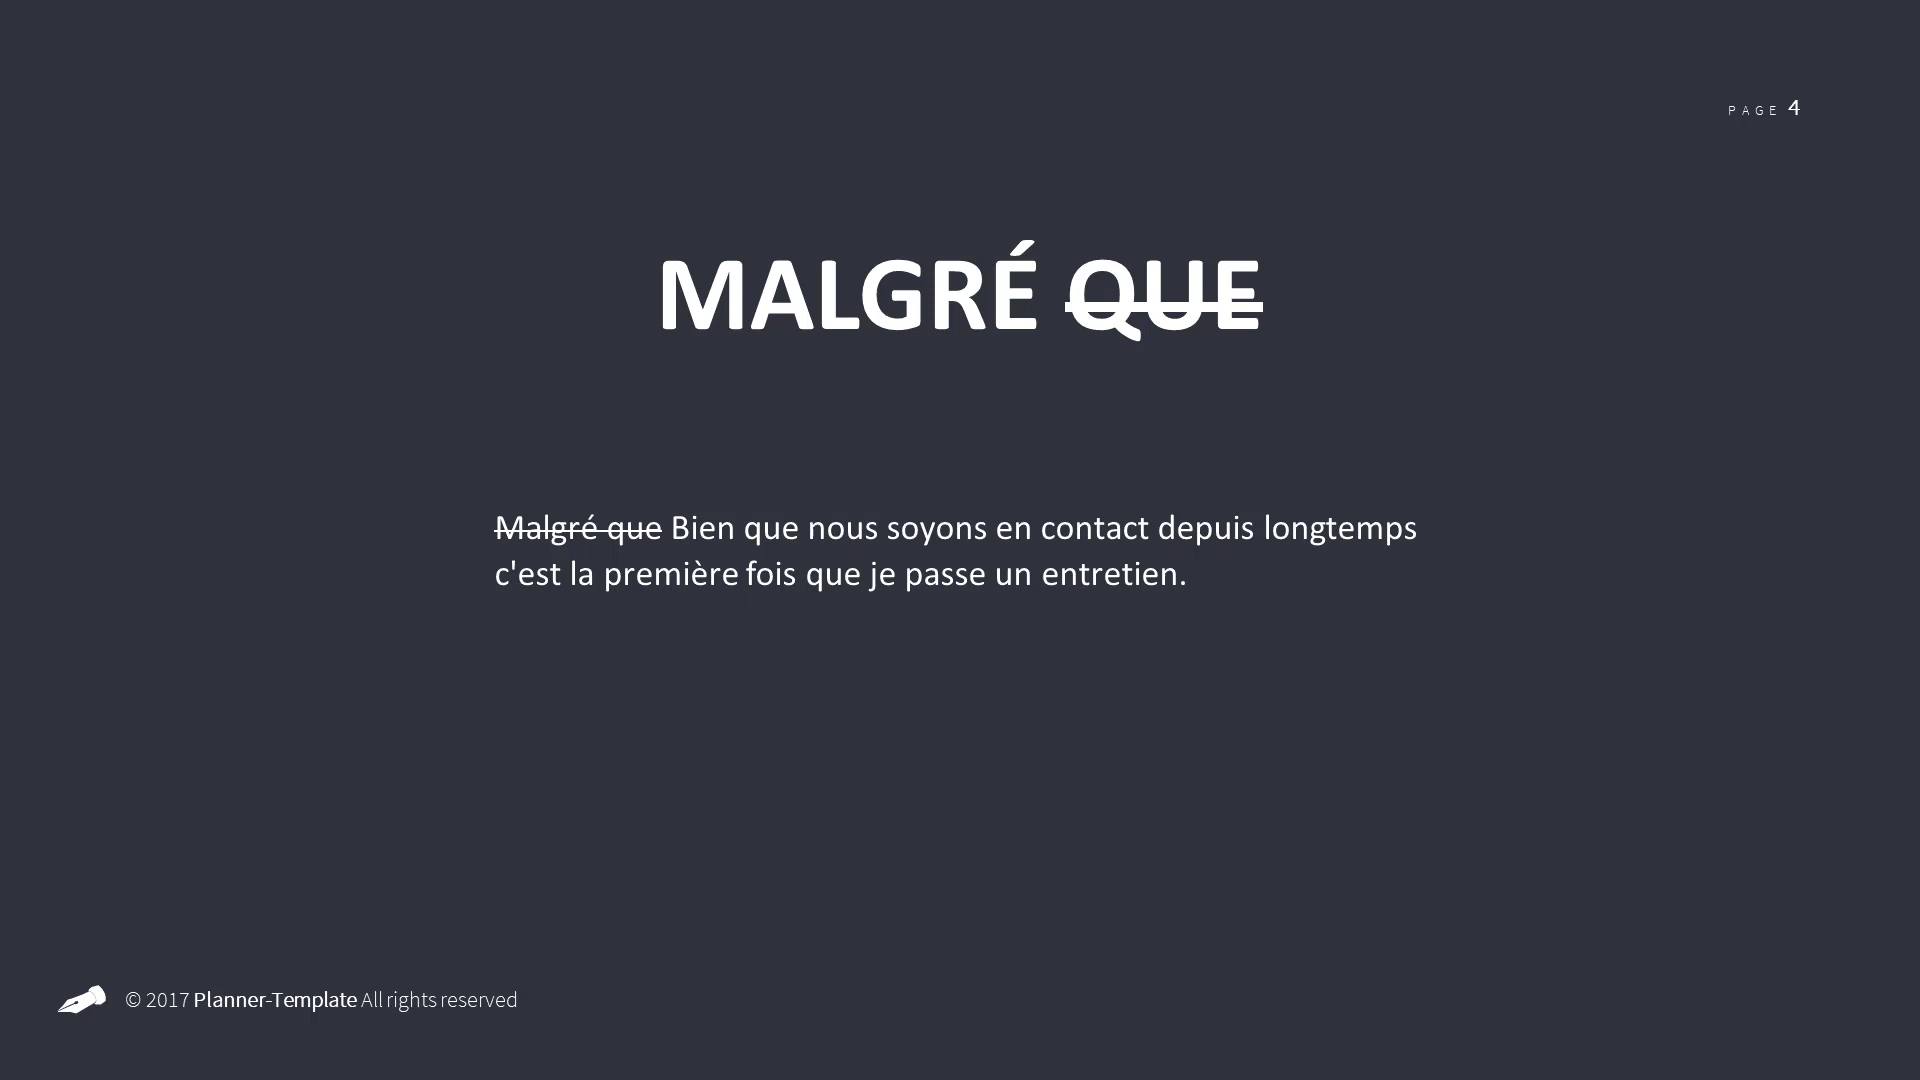 PAGE 4
MALGRÉ QUE
Malgré que Bien que nous soyons en contact depuis longtemps
c'est la première fois que je passe un entretien.
© 2017 Planner-Template All rights reserved